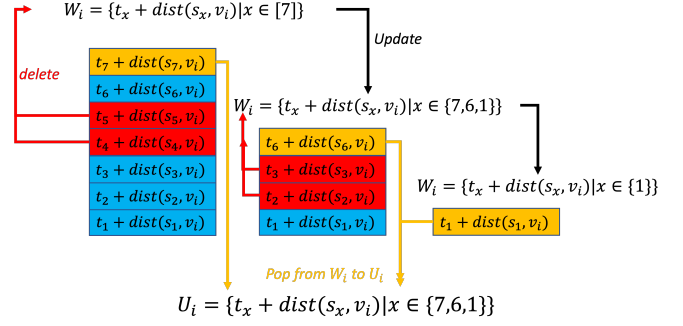 W_i = {t_x + dist(s_x, v_i)|x ∈ [7]}
Update
delete
t_7 + dist(s_7, v_i)
t_6 + dist(s_6, v_i)
t_5 + dist(s_5, v_i)
t_4 + dist(s_4, v_i)
t_3 + dist(s_3, v_i)
t_2 + dist(s_2, v_i)
t_1 + dist(s_1, v_i)
W_i = {t_x + dist(s_x, v_i)|x ∈ {7,6,1}}
t_6 + dist(s_6, v_i)
t_3 + dist(s_3, v_i)
t_2 + dist(s_2, v_i)
t_1 + dist(s_1, v_i)
W_i = {t_x + dist(s_x, v_i)|x ∈ {1}}
t_1 + dist(s_1, v_i)
Pop from W_i to U_i
U_i = {t_x + dist(s_x, v_i)|x ∈ {7,6,1}}